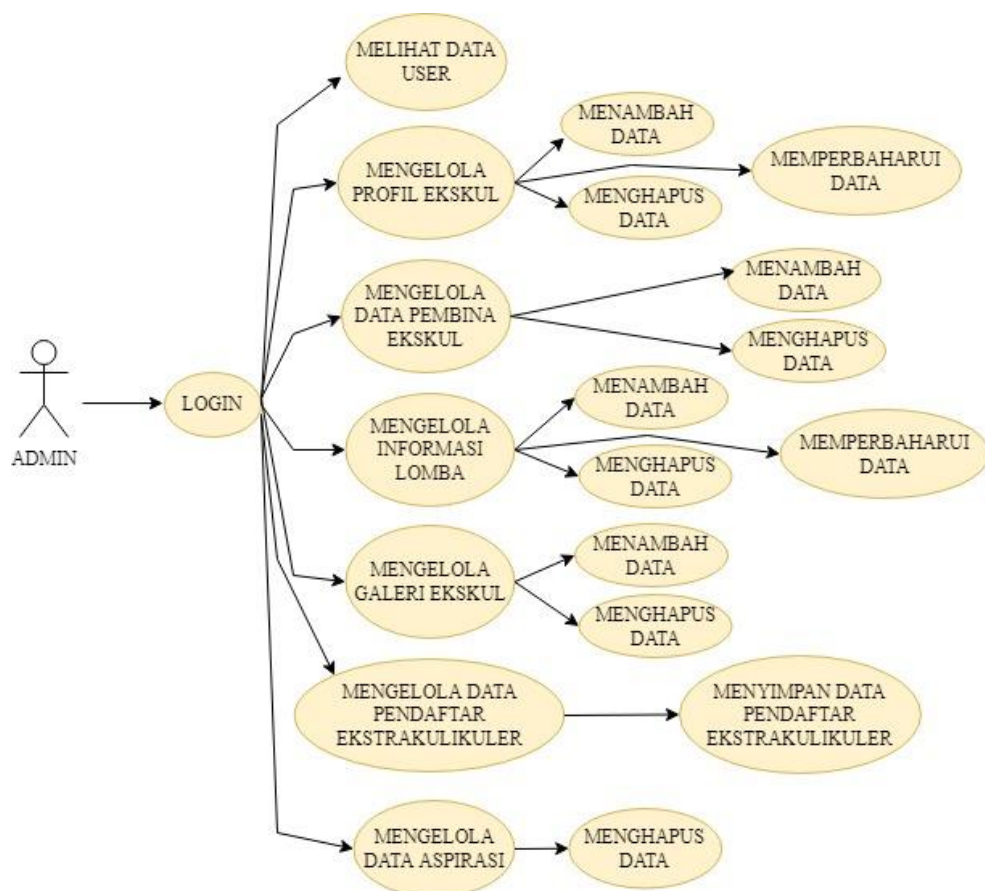 MELIHAT DATA
USER
MENGELOLA
PROFIL EKSKUL
MENAMBAH
DATA
MEMPERBAHARUI
DATA
MENGHAPUS
DATA
MENGELOLA
DATA PEMBINA
EKSKUL
MENAMBAH
DATA
MENGHAPUS
DATA
ADMIN
LOGIN
MENGELOLA
INFORMASI
LOMBA
MENAMBAH
DATA
MEMPERBAHARUI
DATA
MENGHAPUS
DATA
MENGELOLA
GALERI EKSKUL
MENAMBAH
DATA
MENGHAPUS
DATA
MENGELOLA DATA
PENDAFTAR
EKSTRAKULIKULER
MENYIMPAN DATA
PENDAFTAR
EKSTRAKULIKULER
MENGELOLA
DATA ASPIRASI
MENGHAPUS
DATA